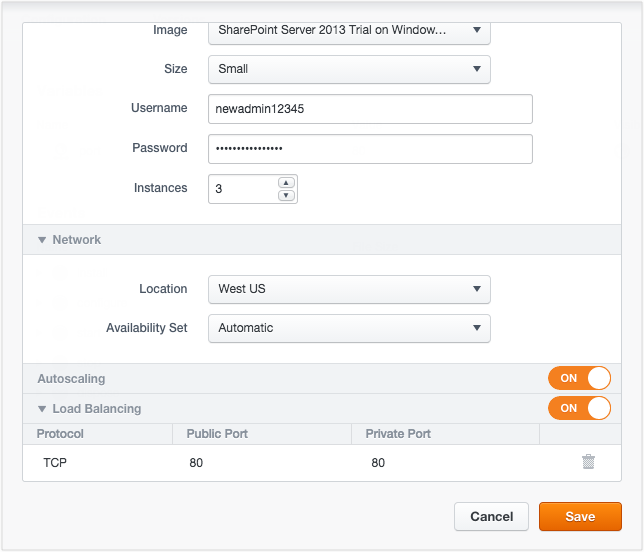 Image SharePoint Server 2013 Trial on Window...
Size Small
Username newadmin12345
Password ••••••••••••••••
Instances 3
Network
Location West US
Availability Set Automatic
Autoscaling ON
Load Balancing ON
Protocol Public Port Private Port
TCP 80 80
Cancel Save